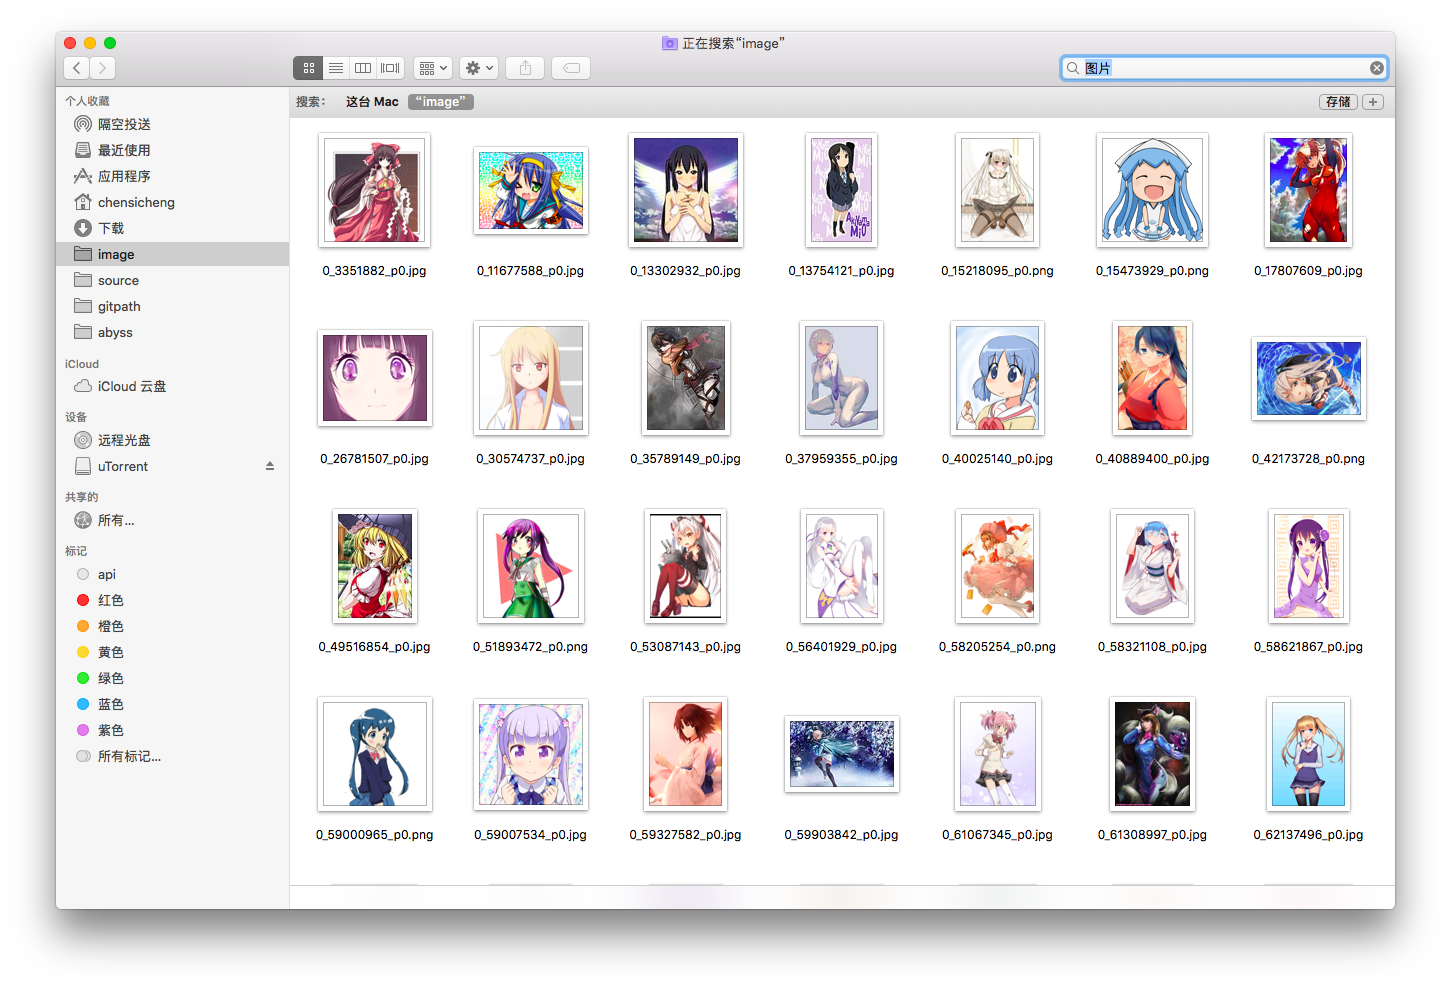 正在搜索“image”
图片
个人收藏
隔空投送
最近使用
应用程序
chensicheng
下载
image
source
gitpath
abyss
iCloud
iCloud 云盘
设备
远程光盘
uTorrent
共享的
所有...
标记
api
红色
橙色
黄色
绿色
蓝色
紫色
所有标记...
搜索： 这台 Mac “image” 存储 +
AkiYama
MiO
0_3351882_p0.jpg 0_11677588_p0.jpg 0_13302932_p0.jpg 0_13754121_p0.jpg 0_15218095_p0.png 0_15473929_p0.png 0_17807609_p0.jpg
0_26781507_p0.jpg 0_30574737_p0.jpg 0_35789149_p0.jpg 0_37959355_p0.jpg 0_40025140_p0.jpg 0_40889400_p0.jpg 0_42173728_p0.png
0_49516854_p0.jpg 0_51893472_p0.png 0_53087143_p0.jpg 0_56401929_p0.jpg 0_58205254_p0.png 0_58321108_p0.jpg 0_58621867_p0.jpg
0_59000965_p0.png 0_59007534_p0.jpg 0_59327582_p0.jpg 0_59903842_p0.jpg 0_61067345_p0.jpg 0_61308997_p0.jpg 0_62137496_p0.jpg